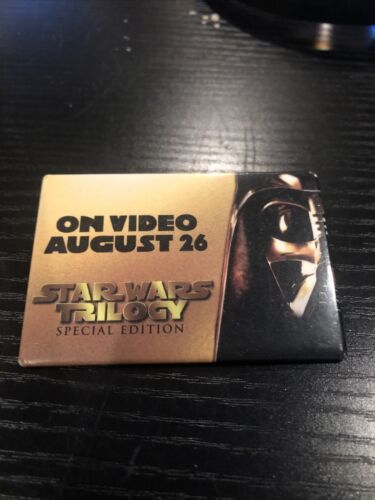 ON VIDEO
AUGUST 26
STAR WARS
TRILOGY
SPECIAL EDITION